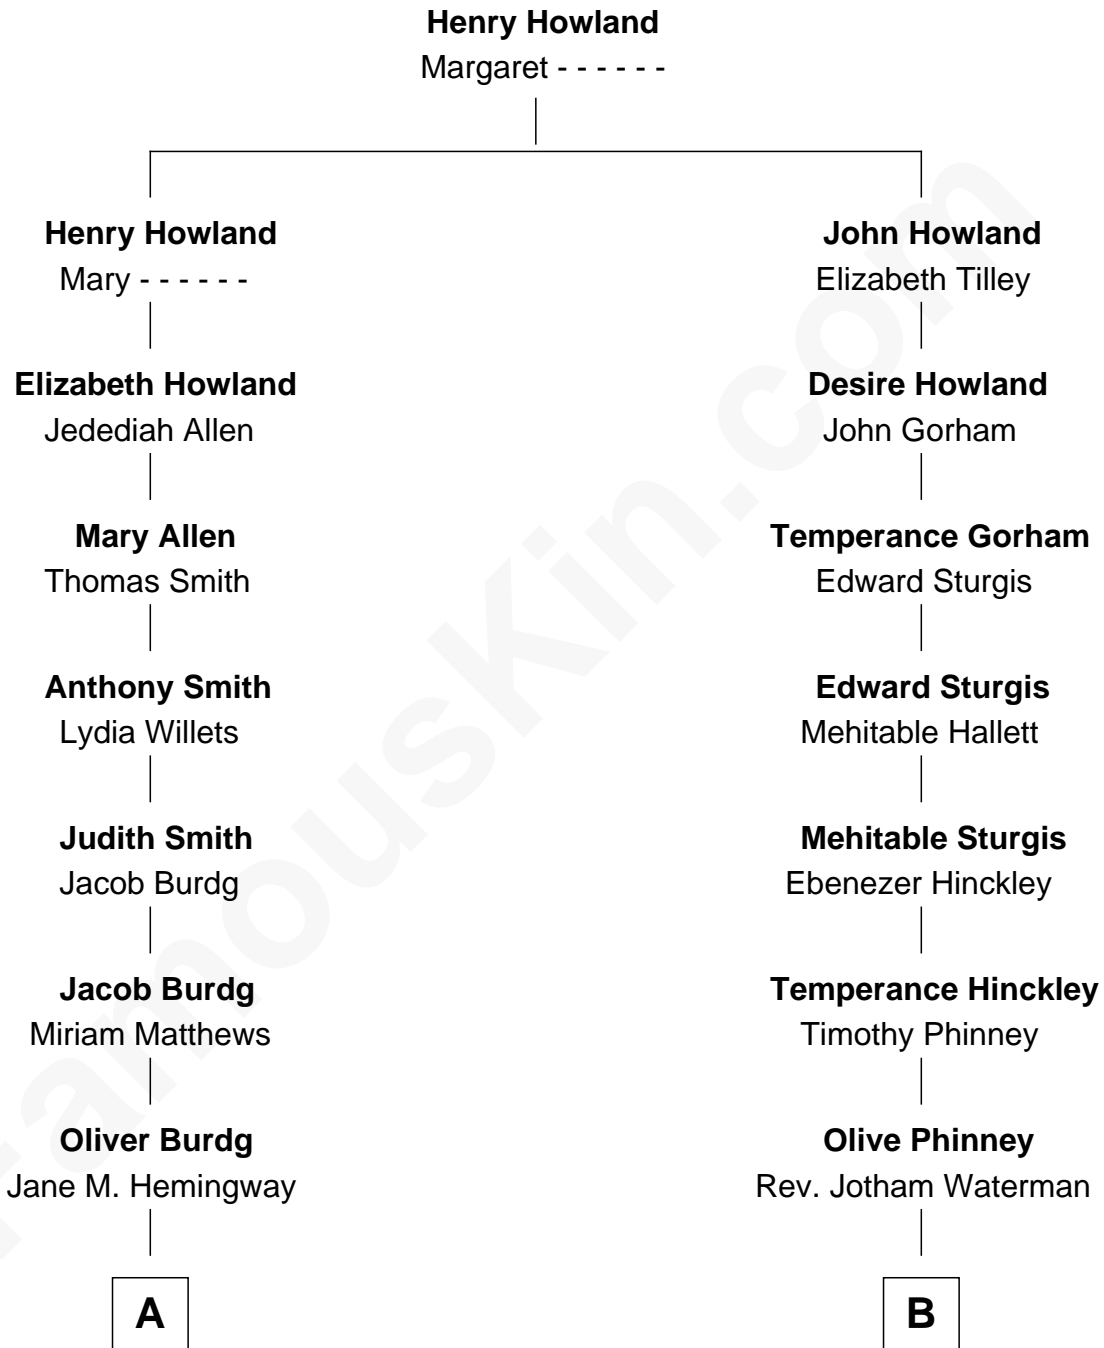 Henry Howland
Margaret - - - - - -
Henry Howland
Mary - - - - - -
John Howland
Elizabeth Tilley
Elizabeth Howland
Jedediah Allen
Desire Howland
John Gorham
Mary Allen
Thomas Smith
Temperance Gorham
Edward Sturgis
Anthony Smith
Lydia Willets
Edward Sturgis
Mehitable Hallett
Judith Smith
Jacob Burdg
Mehitable Sturgis
Ebenezer Hinckley
Jacob Burdg
Miriam Matthews
Temperance Hinckley
Timothy Phinney
Oliver Burdg
Jane M. Hemingway
Olive Phinney
Rev. Jotham Waterman
A
B
FamousKin.com